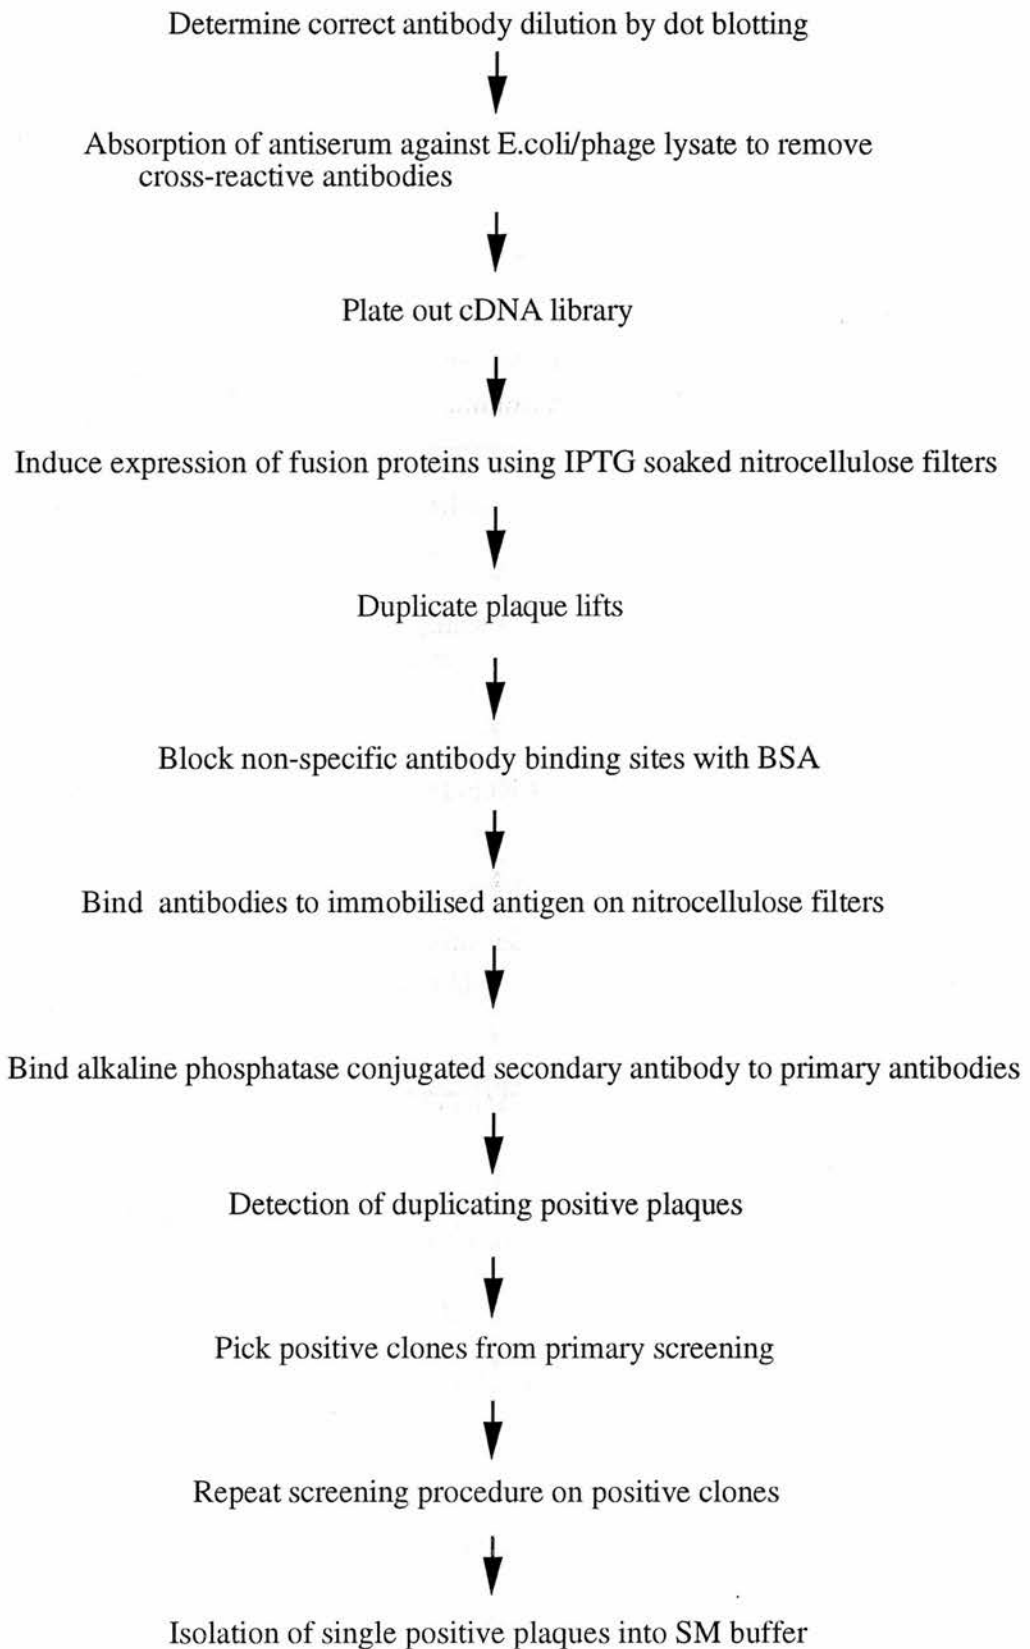 Determine correct antibody dilution by dot blotting
Absorption of antiserum against E.coli/phage lysate to remove
cross-reactive antibodies
Plate out cDNA library
Induce expression of fusion proteins using IPTG soaked nitrocellulose filters
Duplicate plaque lifts
Block non-specific antibody binding sites with BSA
Bind antibodies to immobilised antigen on nitrocellulose filters
Bind alkaline phosphatase conjugated secondary antibody to primary antibodies
Detection of duplicating positive plaques
Pick positive clones from primary screening
Repeat screening procedure on positive clones
Isolation of single positive plaques into SM buffer